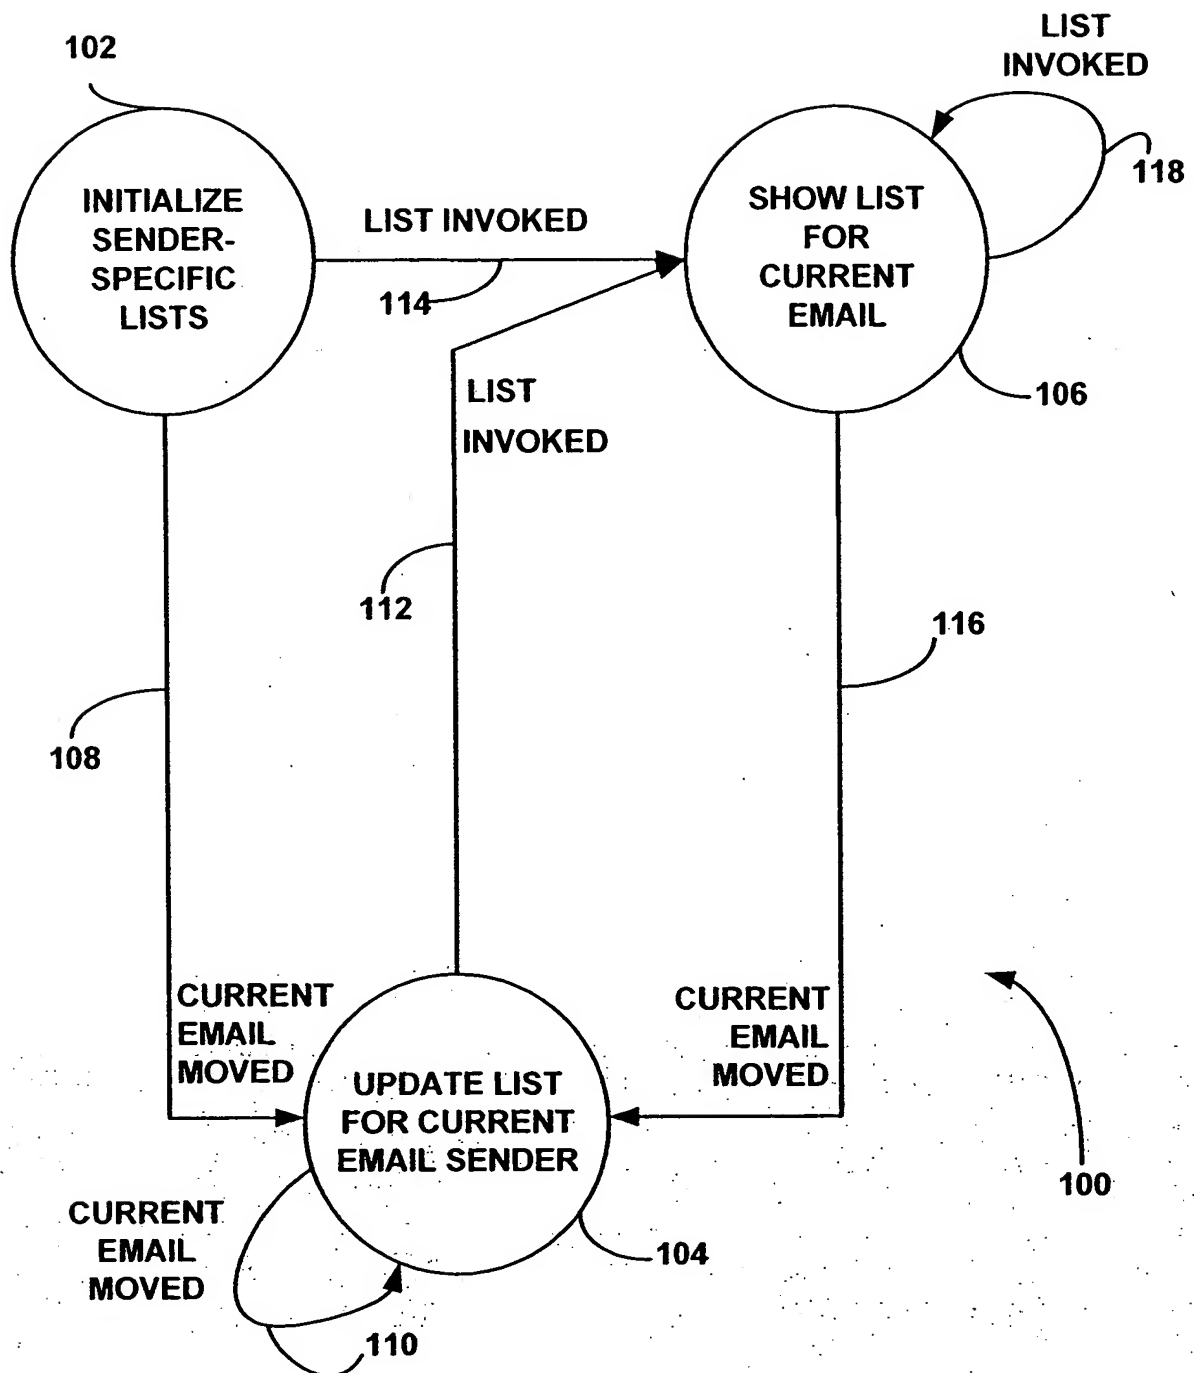 102
LIST
INVOKED
118
INITIALIZE
SENDER-
SPECIFIC
LISTS
LIST INVOKED
114
SHOW LIST
FOR
CURRENT
EMAIL
106
LIST
INVOKED
112
116
108
CURRENT
EMAIL
MOVED
CURRENT
EMAIL
MOVED
UPDATE LIST
FOR CURRENT
EMAIL SENDER
100
CURRENT
EMAIL
MOVED
104
110